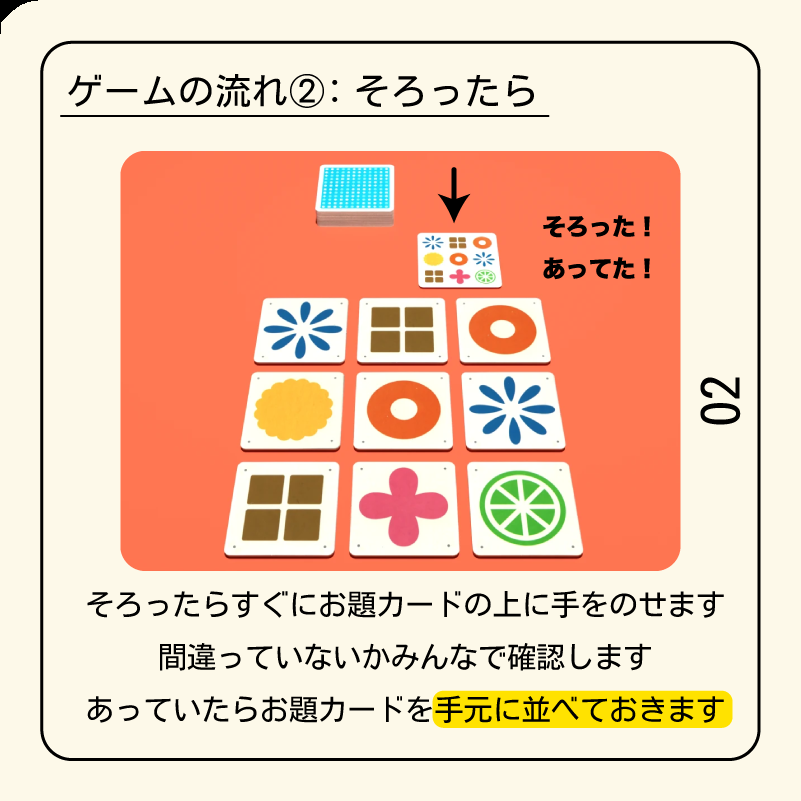 ゲームの流れ②: そろったら
そろった！
あってた！
02
そろったらすぐにお題カードの上に手をのせます
間違っていないかみんなで確認します
あっていたらお題カードを手元に並べておきます